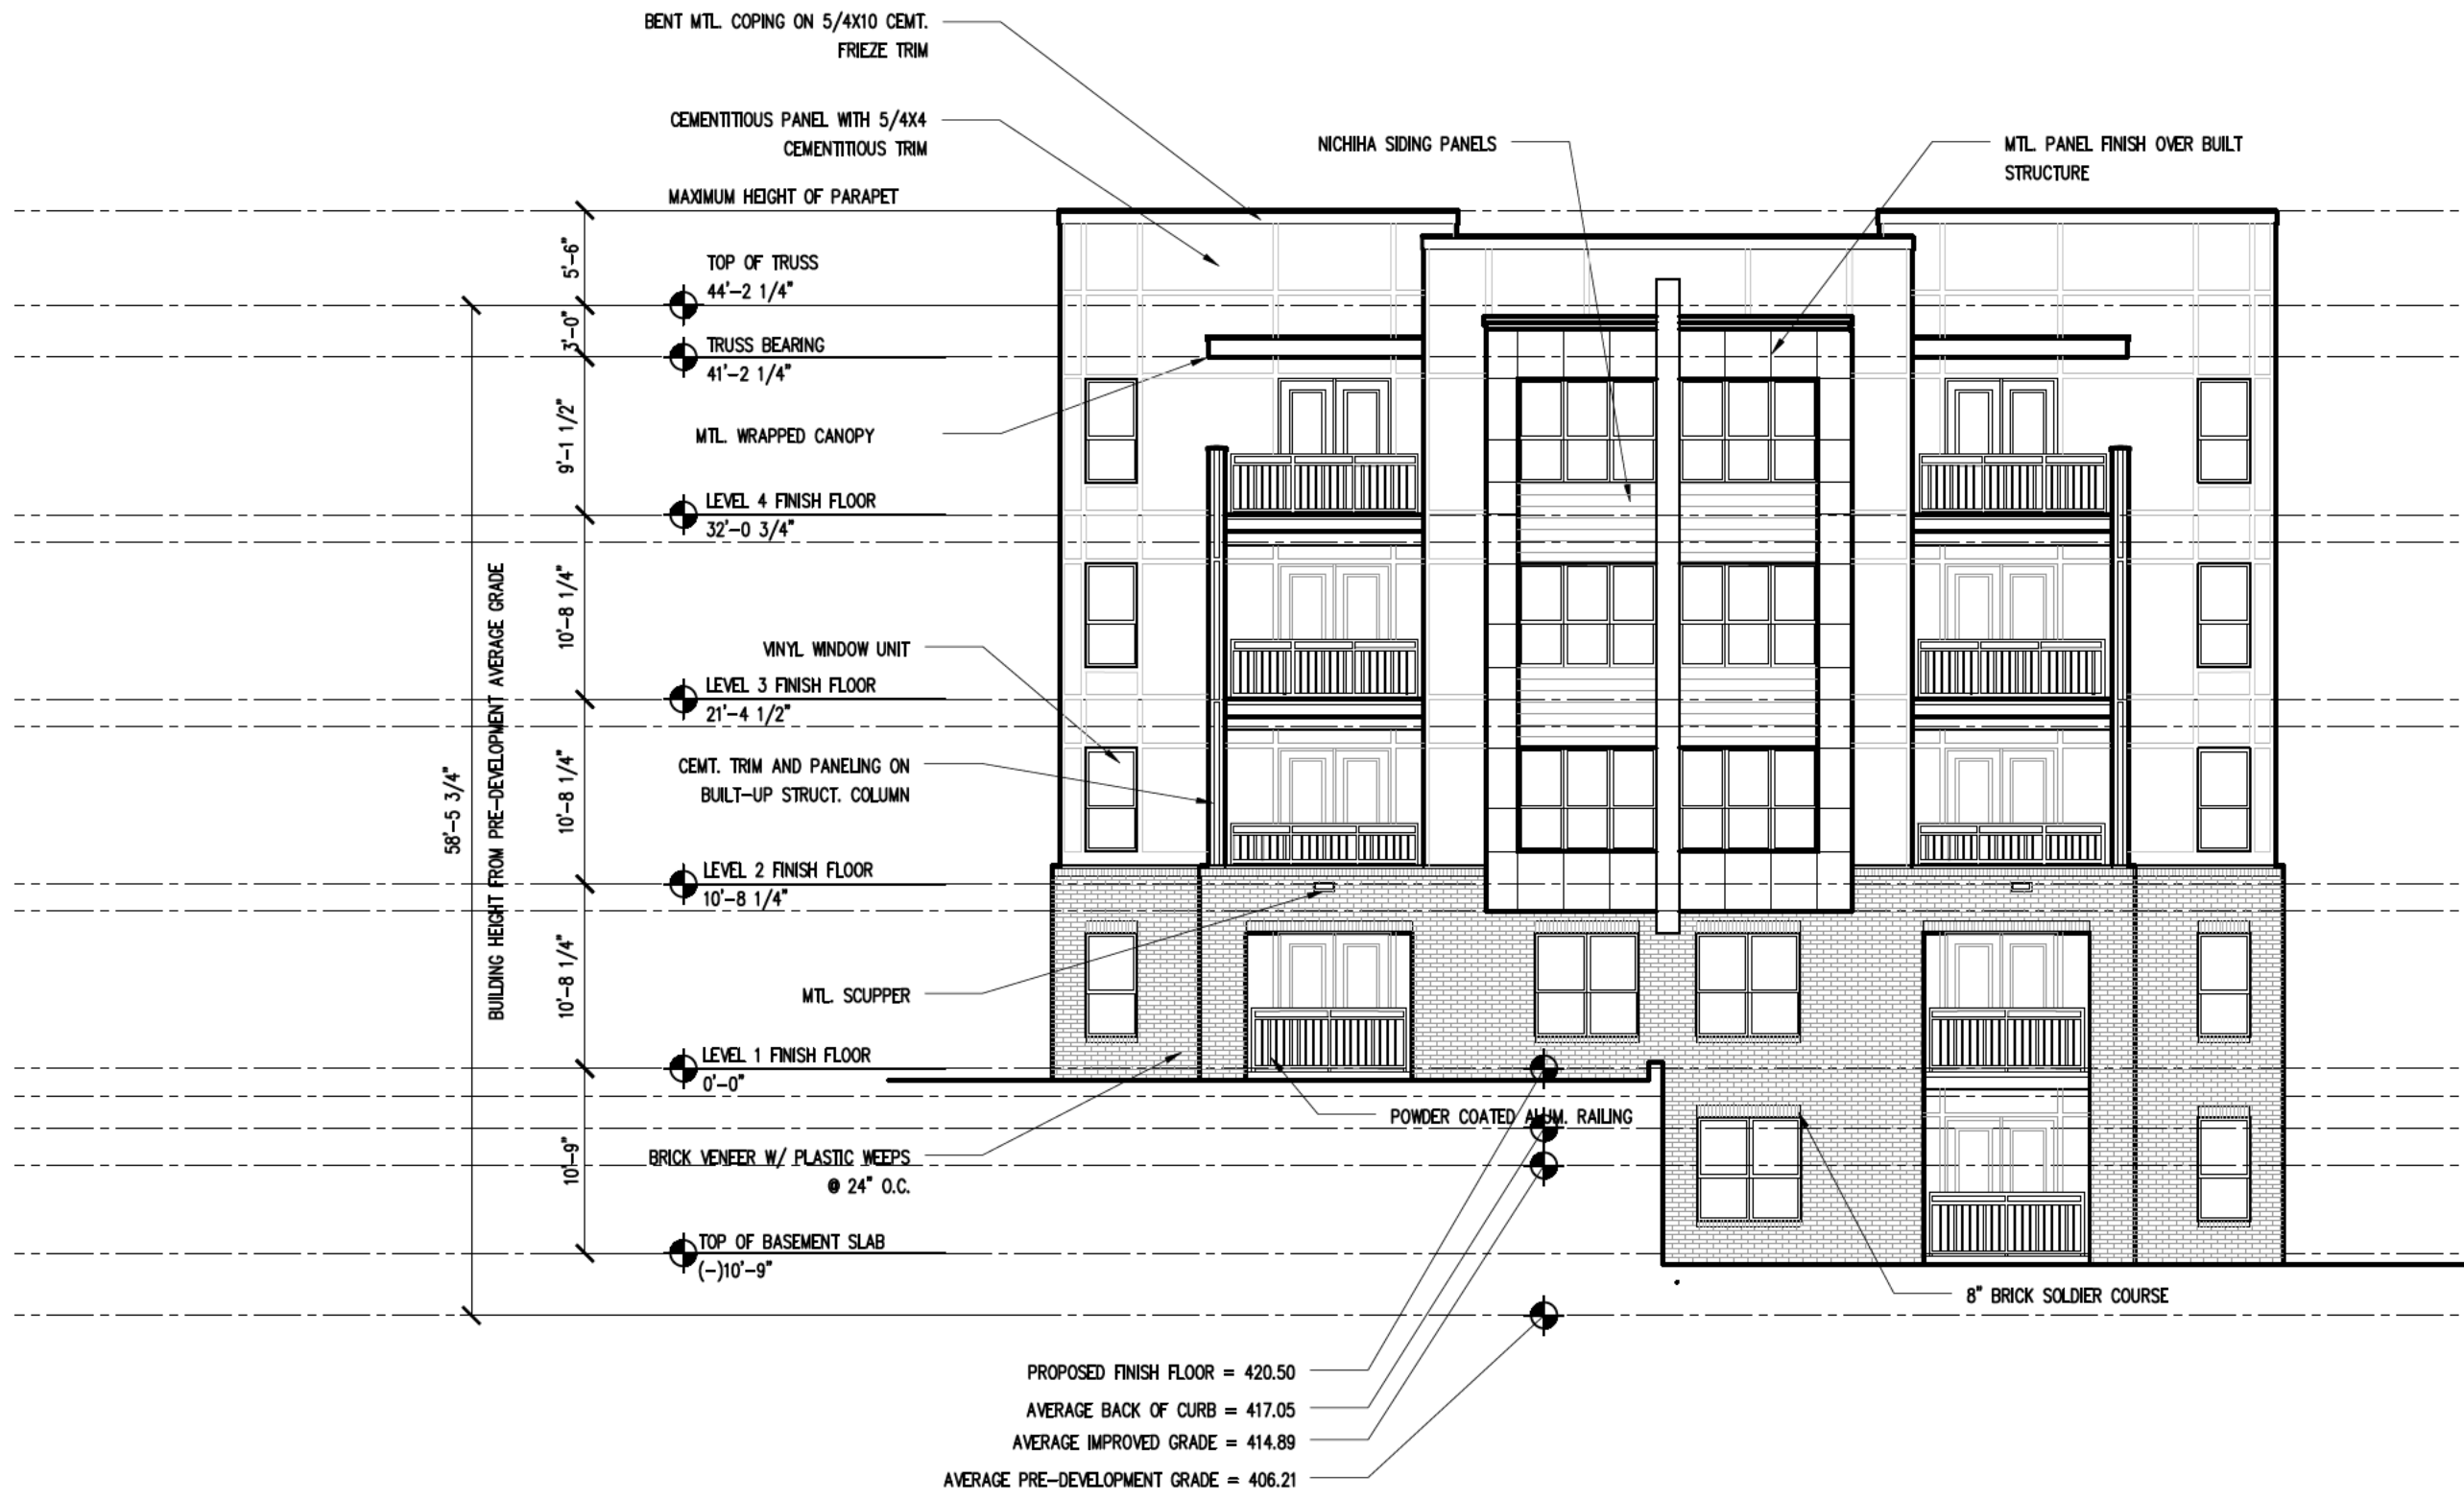 BENT MTL. COPING ON 5/4X10 CEMT.
FRIEZE TRIM
CEMENTITIOUS PANEL WITH 5/4X4
CEMENTITIOUS TRIM
NICHIHA SIDING PANELS
MTL. PANEL FINISH OVER BUILT
STRUCTURE
MAXIMUM HEIGHT OF PARAPET
5'-6"
TOP OF TRUSS
44'-2 1/4"
3'-0"
TRUSS BEARING
41'-2 1/4"
9'-1 1/2"
MTL. WRAPPED CANOPY
LEVEL 4 FINISH FLOOR
32'-0 3/4"
10'-8 1/4"
VINYL WINDOW UNIT
LEVEL 3 FINISH FLOOR
21'-4 1/2"
58'-5 3/4"
BUILDING HEIGHT FROM PRE-DEVELOPMENT AVERAGE GRADE
10'-8 1/4"
CEMT. TRIM AND PANELING ON
BUILT-UP STRUCT. COLUMN
LEVEL 2 FINISH FLOOR
10'-8 1/4"
10'-8 1/4"
MTL. SCUPPER
LEVEL 1 FINISH FLOOR
0'-0"
POWDER COATED ALUM. RAILING
10'-9"
BRICK VENEER W/ PLASTIC WEEPS
@ 24" O.C.
TOP OF BASEMENT SLAB
(-)10'-9"
8" BRICK SOLDIER COURSE
PROPOSED FINISH FLOOR = 420.50
AVERAGE BACK OF CURB = 417.05
AVERAGE IMPROVED GRADE = 414.89
AVERAGE PRE-DEVELOPMENT GRADE = 406.21